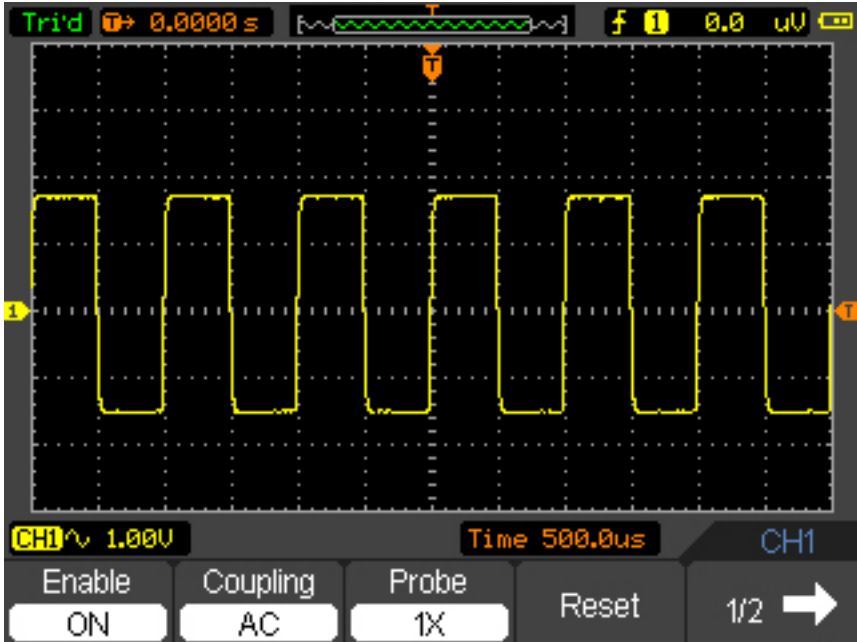 Tri'd T→ 0.0000 s T f 1 0.0 uV
T
1 T
CH1 1.00V Time 500.0us CH1
Enable Coupling Probe Reset 1/2
ON AC 1X